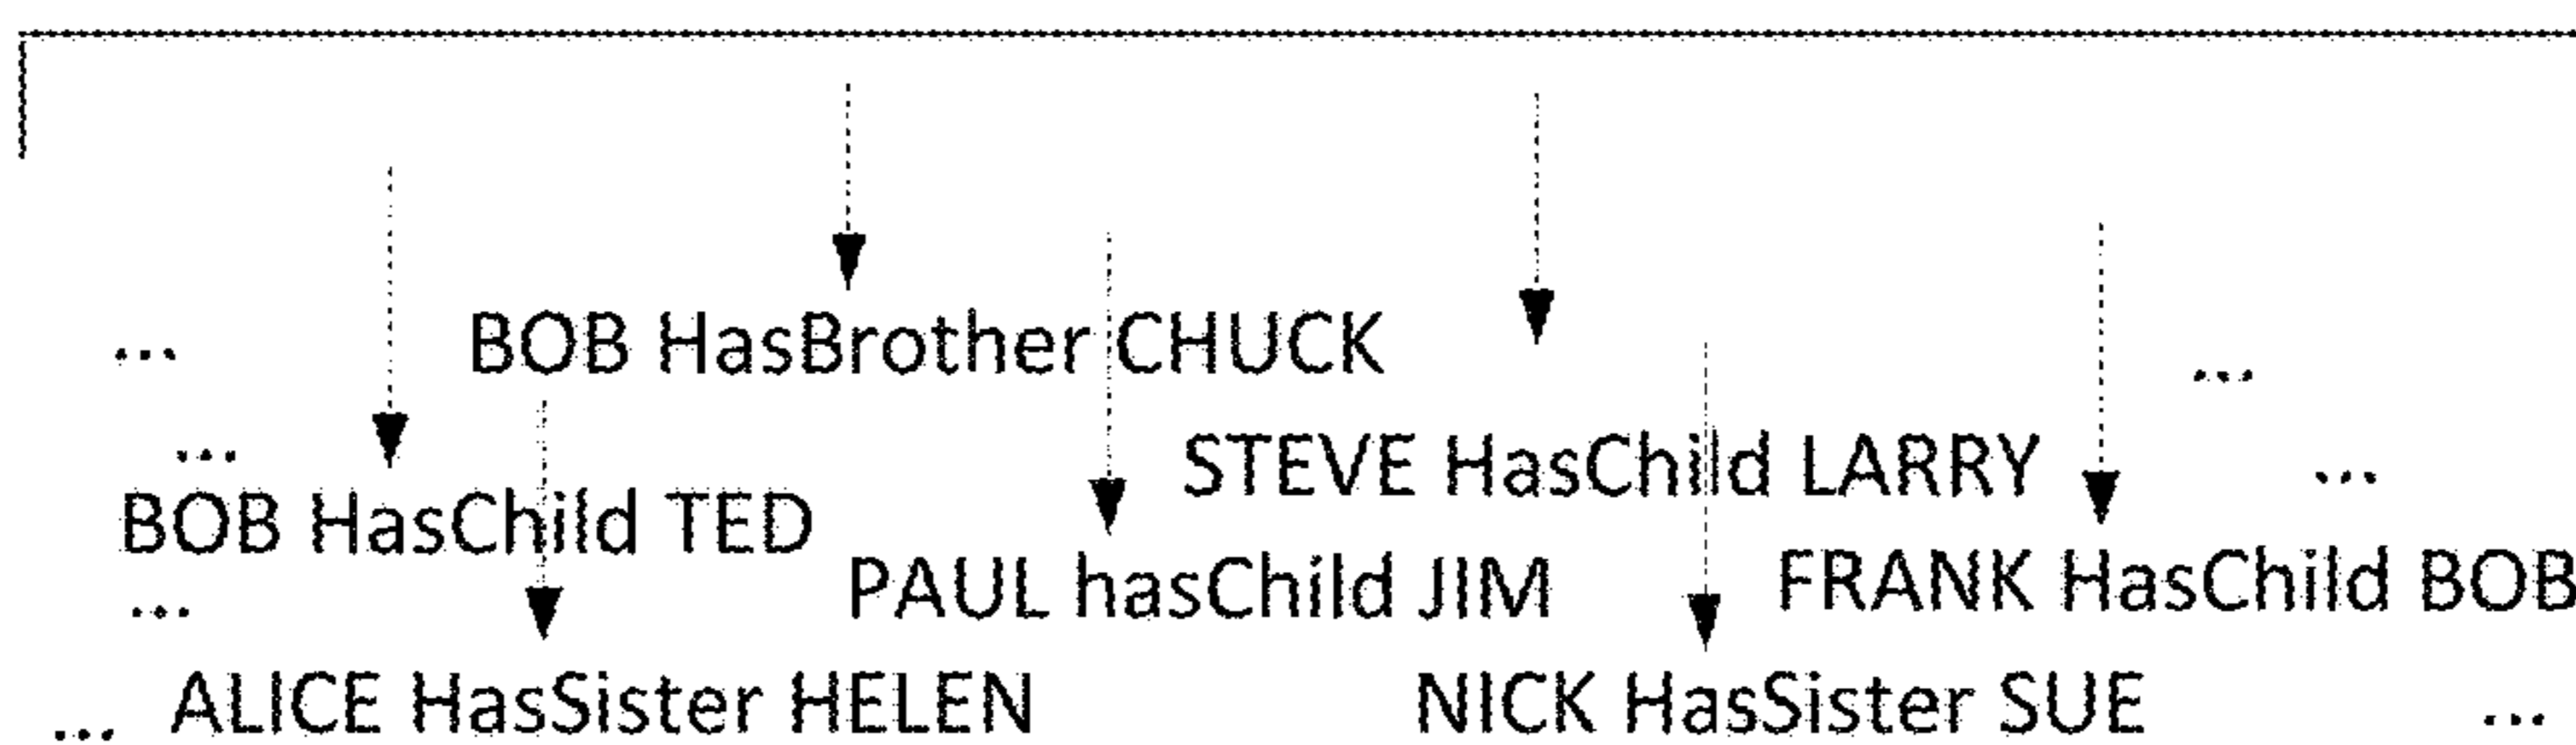 ... BOB HasBrother CHUCK ...
... STEVE HasChild LARRY ...
BOB HasChild TED
... PAUL hasChild JIM FRANK HasChild BOB
... ALICE HasSister HELEN NICK HasSister SUE ...